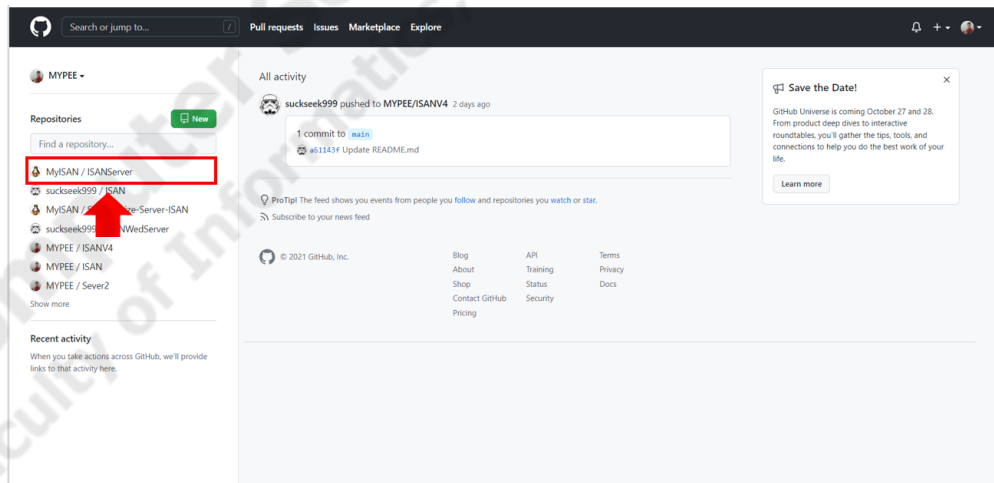 Search or jump to...
/
Pull requests Issues Marketplace Explore
MYPEE
Repositories
New
Find a repository...
MyISAN / ISANServer
suckseek999 / ISAN
MyISAN / -Server-ISAN
suckseek999 WedServer
MYPEE / ISANV4
MYPEE / ISAN
MYPEE / Sever2
Show more
Recent activity
When you take actions across GitHub, we'll provide
links to that activity here.
All activity
suckseek999 pushed to MYPEE/ISANV4 2 days ago
1 commit to main
a61143f Update README.md
ProTip! The feed shows you events from people you follow and repositories you watch or star.
Subscribe to your news feed
© 2021 GitHub, Inc.
Blog
About
Shop
Contact GitHub
Pricing
API
Training
Status
Security
Terms
Privacy
Docs
Save the Date!
GitHub Universe is coming October 27 and 28.
From product deep dives to interactive
roundtables, you'll gather the tips, tools, and
connections to help you do the best work of your
life.
Learn more